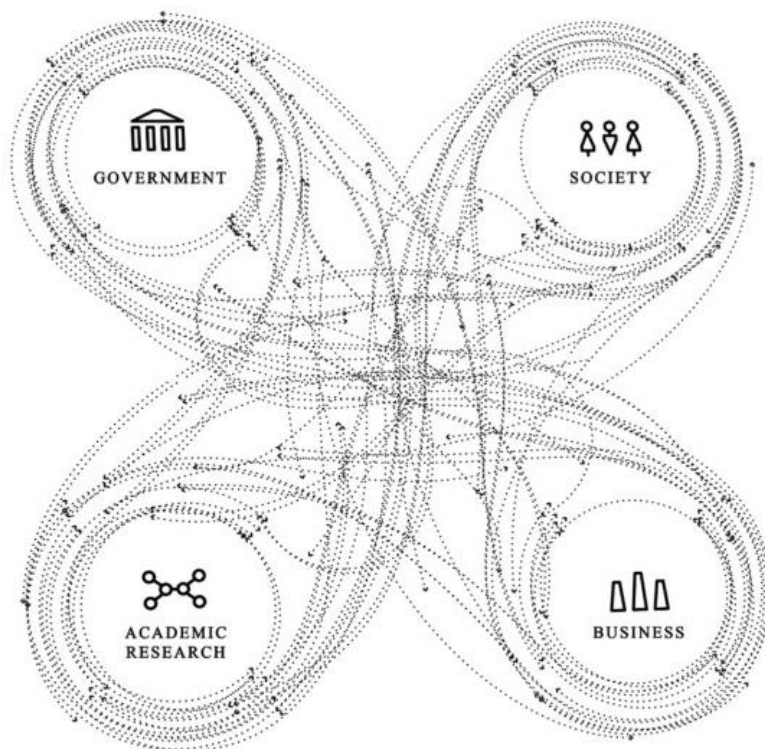 GOVERNMENT
SOCIETY
ACADEMIC
RESEARCH
BUSINESS